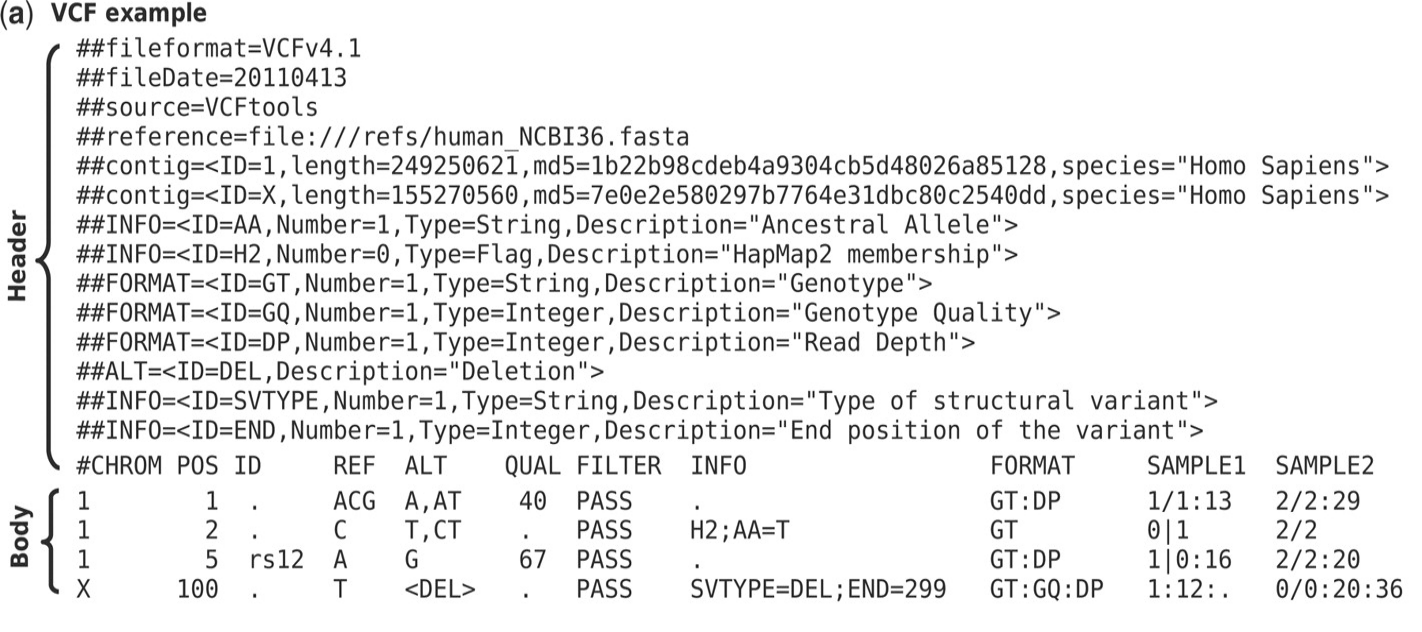 (a) VCF example
##fileformat=VCFv4.1
##fileDate=20110413
##source=VCFtools
##reference=file:///refs/human_NCBI36.fasta
##contig=<ID=1,length=249250621,md5=1b22b98cdeb4a9304cb5d48026a85128,species="Homo Sapiens">
##contig=<ID=X,length=155270560,md5=7e0e2e580297b7764e31dbc80c2540dd,species="Homo Sapiens">
##INFO=<ID=AA,Number=1,Type=String,Description="Ancestral Allele">
##INFO=<ID=H2,Number=0,Type=Flag,Description="HapMap2 membership">
##FORMAT=<ID=GT,Number=1,Type=String,Description="Genotype">
##FORMAT=<ID=GQ,Number=1,Type=Integer,Description="Genotype Quality">
##FORMAT=<ID=DP,Number=1,Type=Integer,Description="Read Depth">
##ALT=<ID=DEL,Description="Deletion">
##INFO=<ID=SVTYPE,Number=1,Type=String,Description="Type of structural variant">
##INFO=<ID=END,Number=1,Type=Integer,Description="End position of the variant">
#CHROM POS ID REF ALT QUAL FILTER INFO FORMAT SAMPLE1 SAMPLE2
Header
1 1 . ACG A,AT 40 PASS . GT:DP 1/1:13 2/2:29
1 2 . C T,CT . PASS H2;AA=T GT 0|1 2/2
1 5 rs12 A G 67 PASS . GT:DP 1|0:16 2/2:20
X 100 . T <DEL> . PASS SVTYPE=DEL;END=299 GT:GQ:DP 1:12:. 0/0:20:36
Body